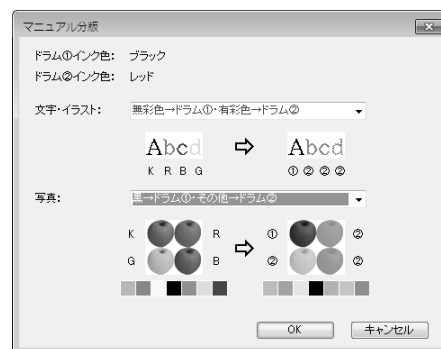 マニュアル分版
ドラム①インク色: ブラック
ドラム②インク色: レッド
文字・イラスト: 無彩色→ドラム①・有彩色→ドラム②
Abcd Abcd
K R B G ① ② ② ②
写真: 黒→ドラム①・その他→ドラム②
K R ① ②
G B ② ②
OK キャンセル